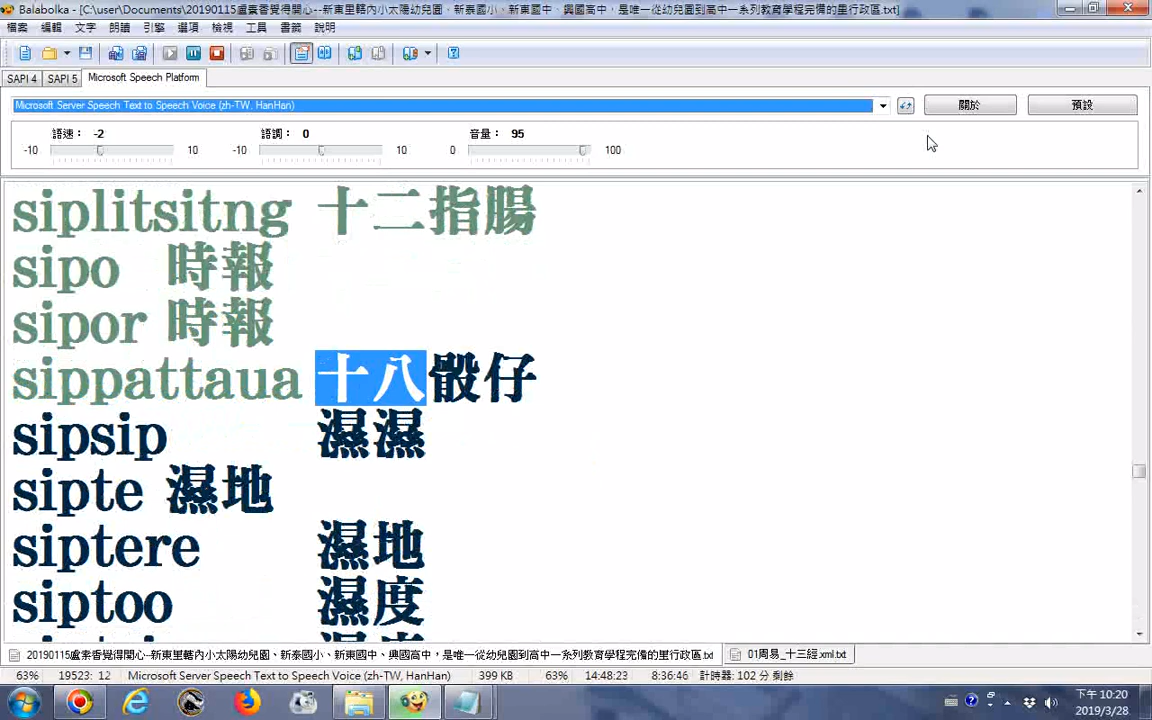 Balabolka - [C:\user\Documents\20190115盧素香覺得開心--新東里轄內小太陽幼兒園、新泰國小、新東國中、興國高中，是唯一從幼兒園到高中一系列教育學程完備的里行政區.txt]
檔案 編輯 文字 朗讀 引擎 選項 檢視 工具 書籤 說明
SAPI 4 SAPI 5 Microsoft Speech Platform
Microsoft Server Speech Text to Speech Voice (zh-TW, HanHan) 關於 預設
語速： -2 語調： 0 音量： 95
-10 10 -10 10 0 100
siplitsitng 十二指腸
sipo 時報
sipor 時報
sippattaua 十八骰仔
sipsip 濕濕
sipte 濕地
siptere 濕地
siptoo 濕度
20190115盧素香覺得開心--新東里轄內小太陽幼兒園、新泰國小、新東國中、興國高中，是唯一從幼兒園到高中一系列教育學程完備的里行政區.txt 01周易_十三經.xml.txt
63% 19523: 12 Microsoft Server Speech Text to Speech Voice (zh-TW, HanHan) 399 KB 63% 14:48:23 8:36:46 計時器: 102 分 剩餘
下午 10:20
2019/3/28